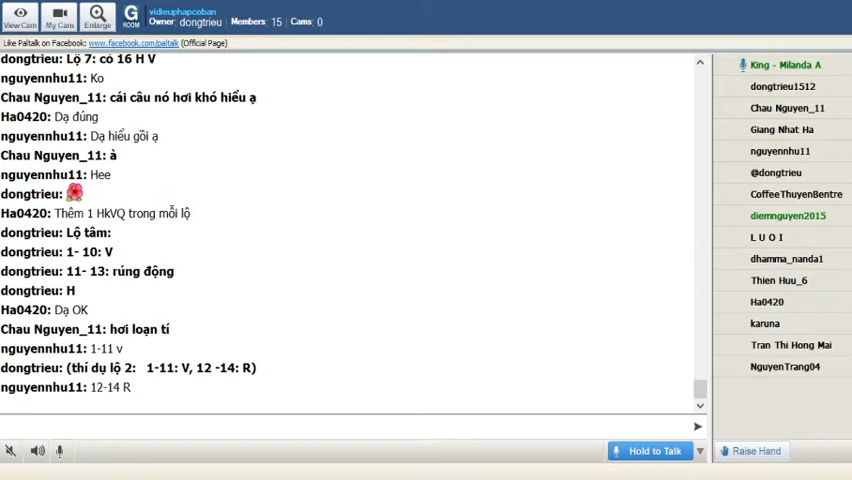 vidieuphapcoban
Owner: dongtrieu Members: 15 Cams: 0
View Cam My Cams Enlarge G ROOM
Like Paltalk on Facebook: www.facebook.com/paltalk (Official Page)
dongtrieu: Lộ 7: có 16 H V
nguyennhu11: Ko
Chau Nguyen_11: cái câu nó hơi khó hiểu ạ
Ha0420: Dạ đúng
nguyennhu11: Dạ hiểu gồi ạ
Chau Nguyen_11: à
nguyennhu11: Hee
dongtrieu:
Ha0420: Thêm 1 HkVQ trong mỗi lộ
dongtrieu: Lộ tâm:
dongtrieu: 1- 10: V
dongtrieu: 11- 13: rúng động
dongtrieu: H
Ha0420: Dạ OK
Chau Nguyen_11: hơi loạn tí
nguyennhu11: 1-11 v
dongtrieu: (thí dụ lộ 2: 1-11: V, 12 -14: R)
nguyennhu11: 12-14 R
Hold to Talk
King - Milanda A
dongtrieu1512
Chau Nguyen_11
Giang Nhat Ha
nguyennhu11
@dongtrieu
CoffeeThuyenBentre
diemnguyen2015
L U O I
dhamma_nanda1
Thien Huu_6
Ha0420
karuna
Tran Thi Hong Mai
NguyenTrang04
Raise Hand